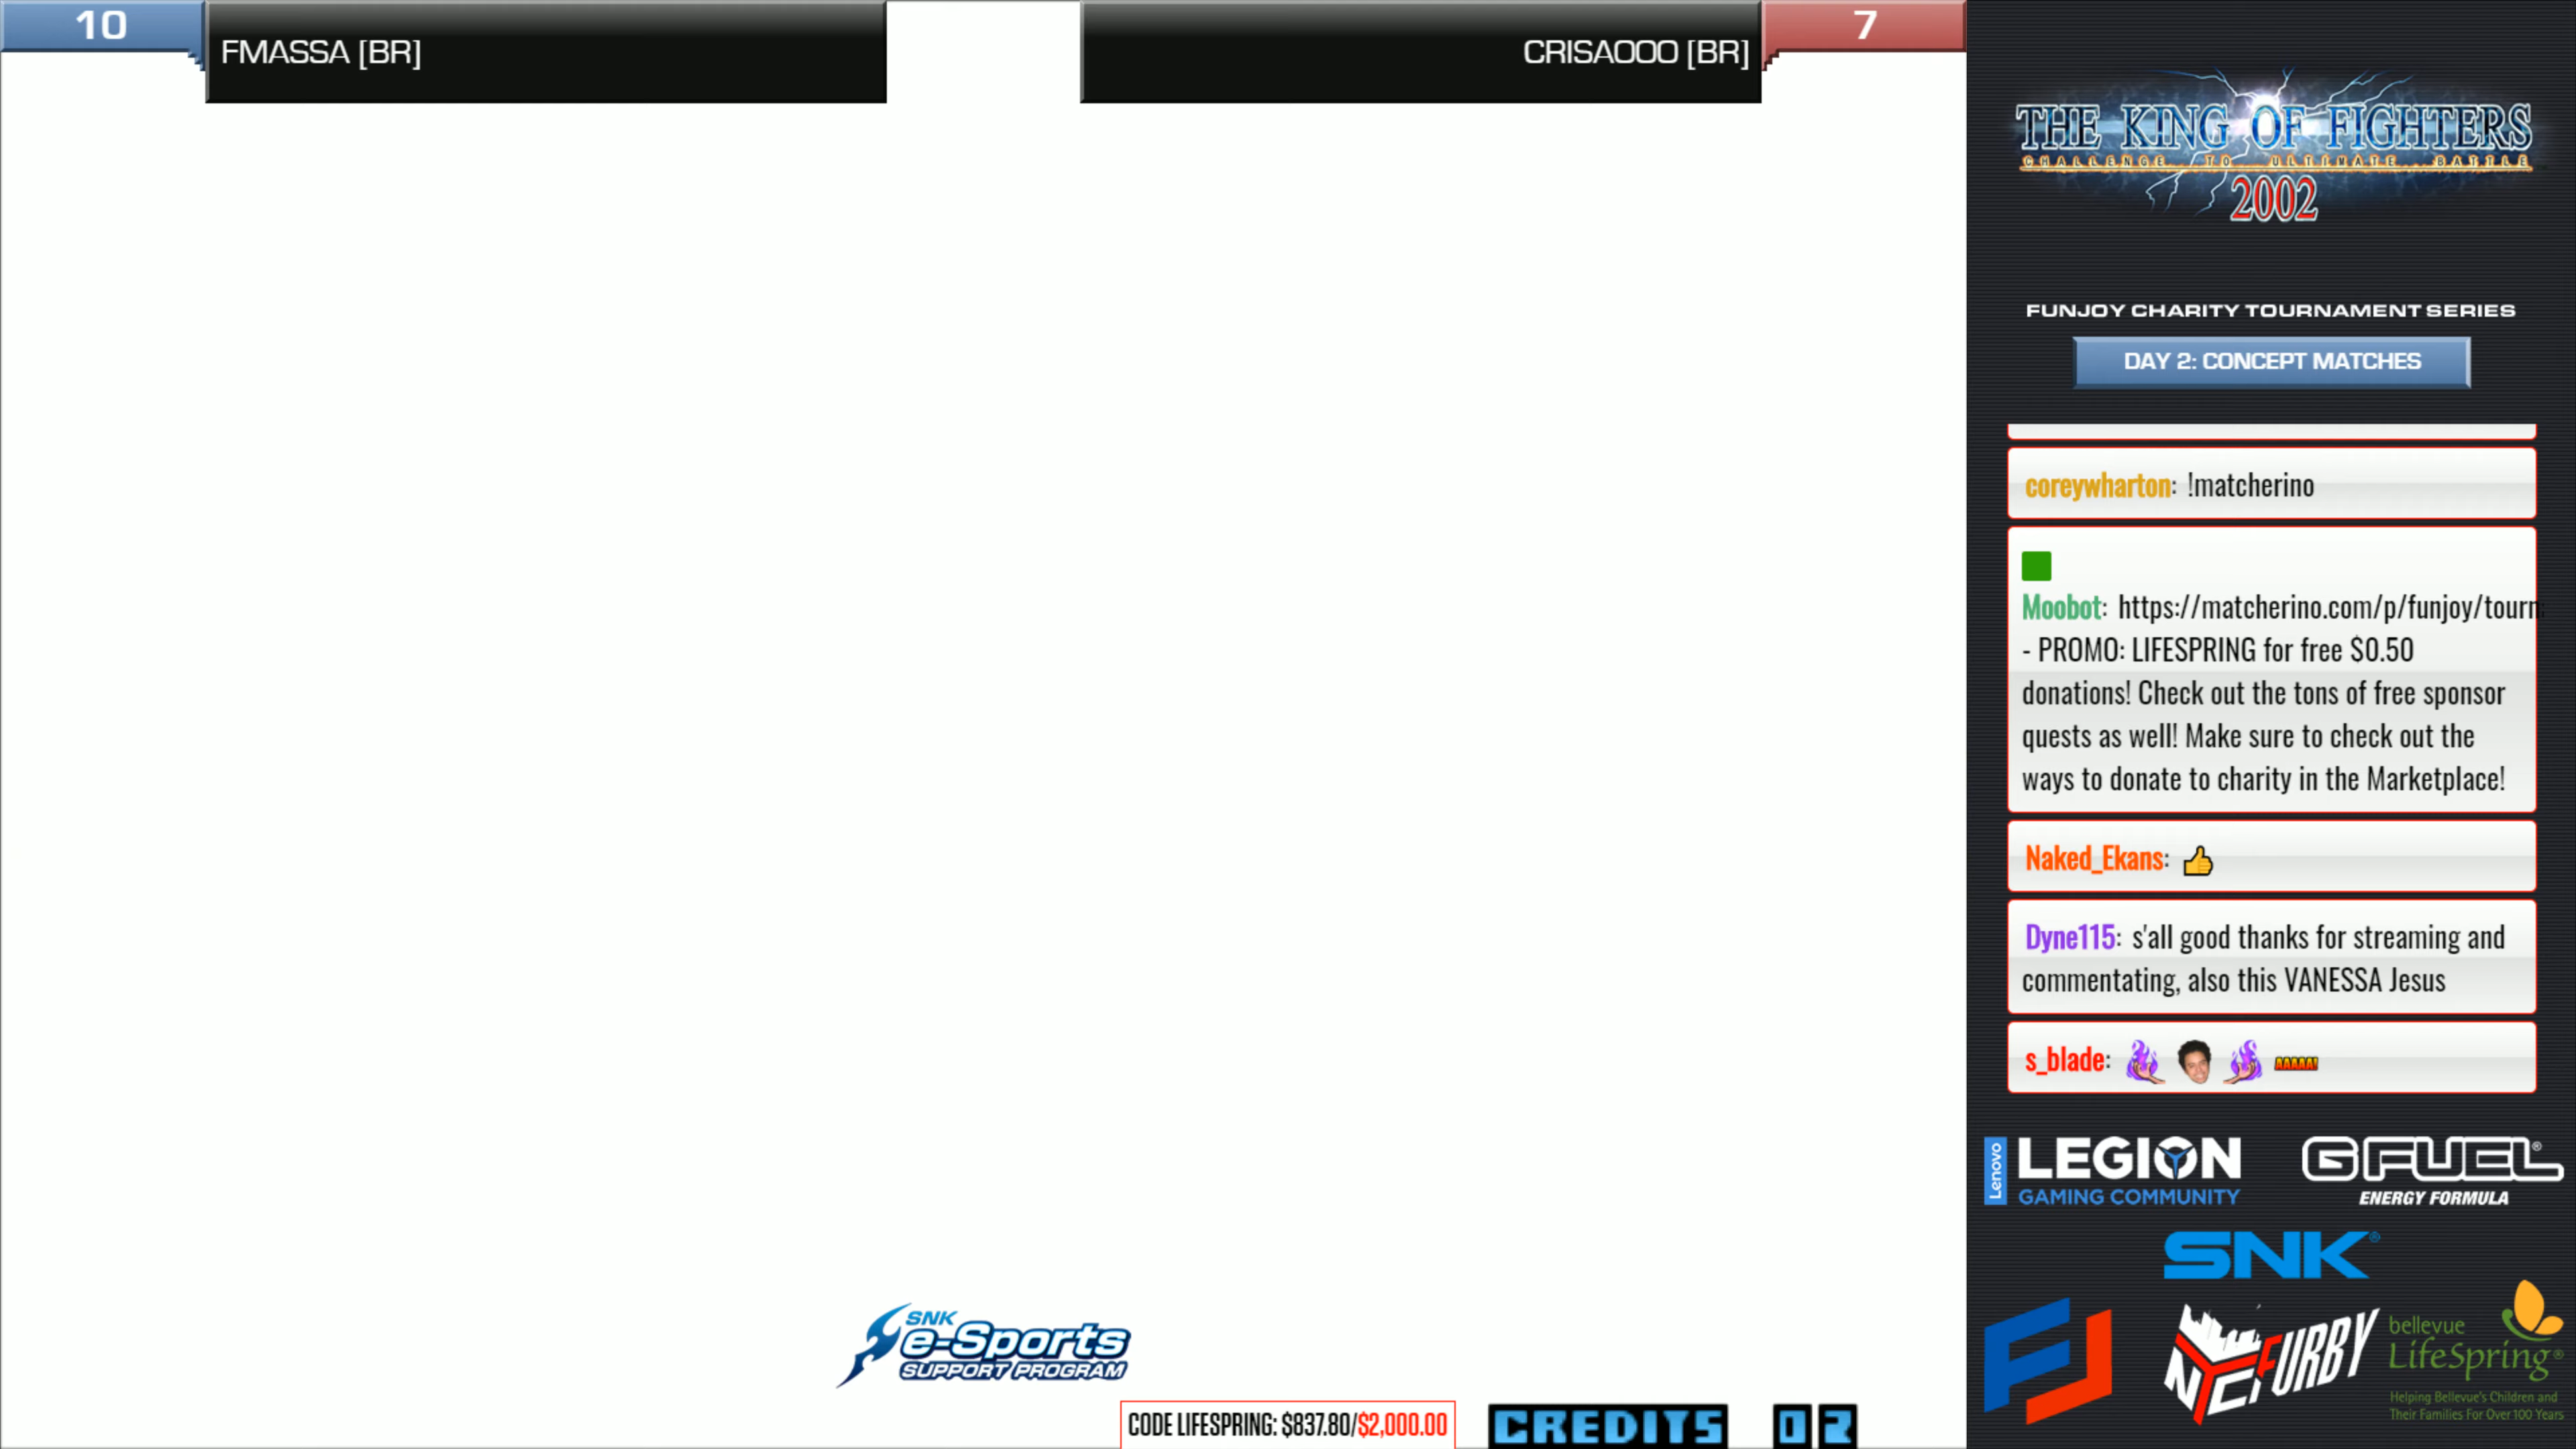 10
FMASSA [BR]
CRISAOOO [BR]
7
THE KING OF FIGHTERS
CHALLENGE TO ULTIMATE BATTLE
2002
FUNJOY CHARITY TOURNAMENT SERIES
DAY 2: CONCEPT MATCHES
coreywharton: !matcherino
Moobot: https://matcherino.com/p/funjoy/tourn
- PROMO: LIFESPRING for free $0.50
donations! Check out the tons of free sponsor
quests as well! Make sure to check out the
ways to donate to charity in the Marketplace!
Naked_Ekans: 👍
Dyne115: s'all good thanks for streaming and
commentating, also this VANESSA Jesus
s_blade: AAAAA!
Lenovo
LEGION
GAMING COMMUNITY
G FUEL®
ENERGY FORMULA
SNK®
FJ
NYCFURBY
bellevue
LifeSpring®
Helping Bellevue's Children and
Their Families For Over 100 Years
SNK
e-Sports
SUPPORT PROGRAM
CODE LIFESPRING: $837.80/$2,000.00
CREDITS 02